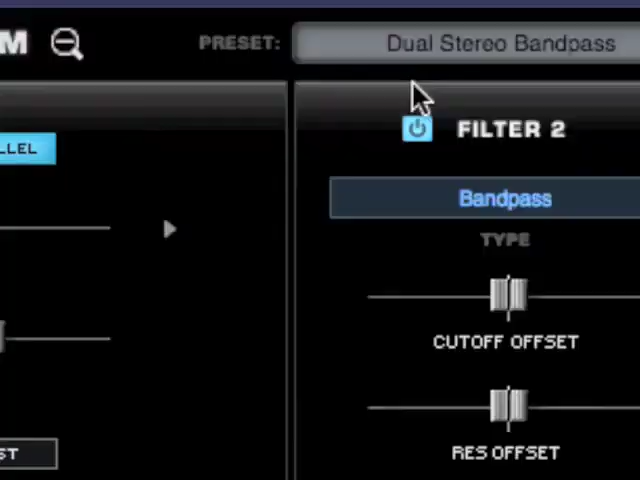 M PRESET: Dual Stereo Bandpass
LLEL
FILTER 2
Bandpass
TYPE
CUTOFF OFFSET
RES OFFSET
ST